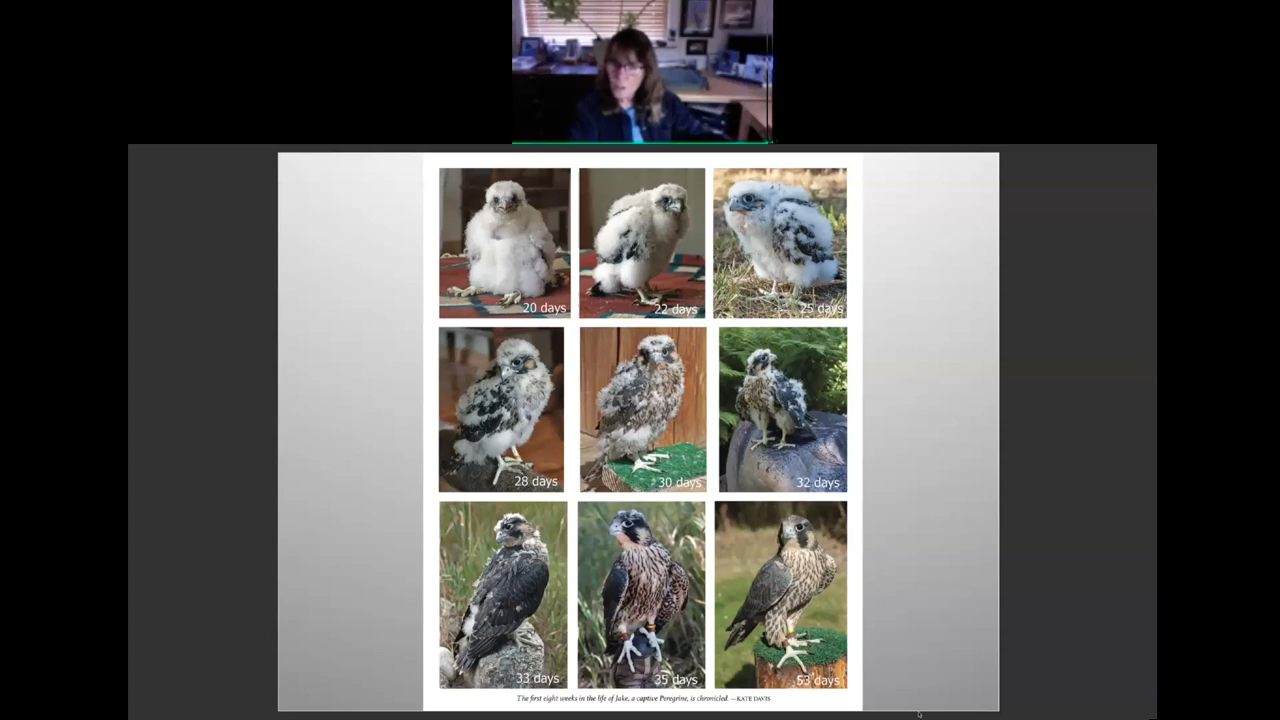 20 days
22 days
25 days
28 days
30 days
32 days
33 days
35 days
53 days
The first eight weeks in the life of Jake, a captive Peregrine, is chronicled. —KATE DAVIS